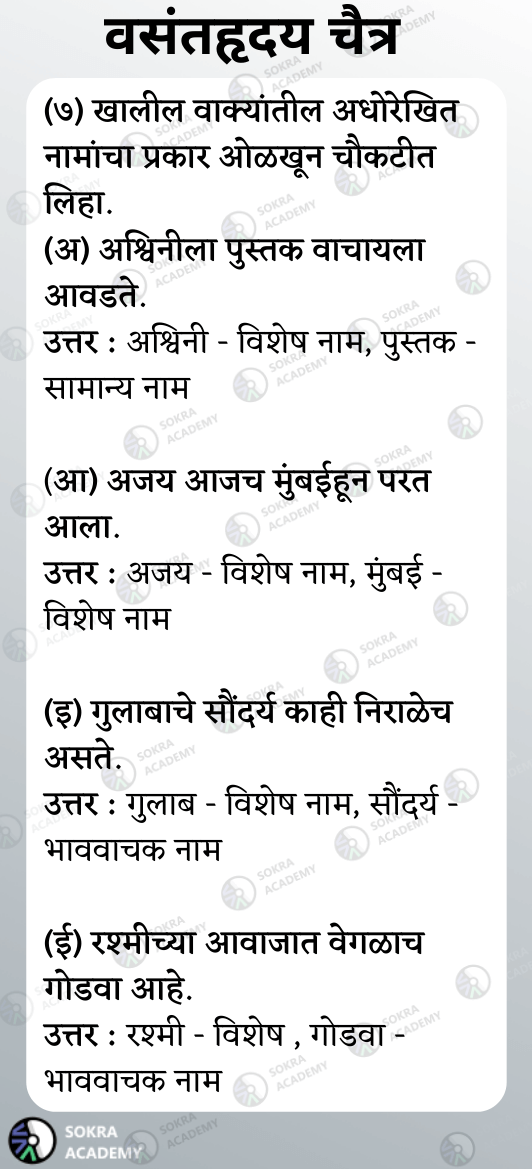 वसंतहृदय चैत्र
(७) खालील वाक्यांतील अधोरेखित
नामांचा प्रकार ओळखून चौकटीत
लिहा.
(अ) अश्विनीला पुस्तक वाचायला
आवडते.
उत्तर : अश्विनी - विशेष नाम, पुस्तक -
सामान्य नाम
(आ) अजय आजच मुंबईहून परत
आला.
उत्तर : अजय - विशेष नाम, मुंबई -
विशेष नाम
(इ) गुलाबाचे सौंदर्य काही निराळेच
असते.
उत्तर : गुलाब - विशेष नाम, सौंदर्य -
भाववाचक नाम
(ई) रश्मीच्या आवाजात वेगळाच
गोडवा आहे.
उत्तर : रश्मी - विशेष , गोडवा -
भाववाचक नाम
SOKRA
ACADEMY